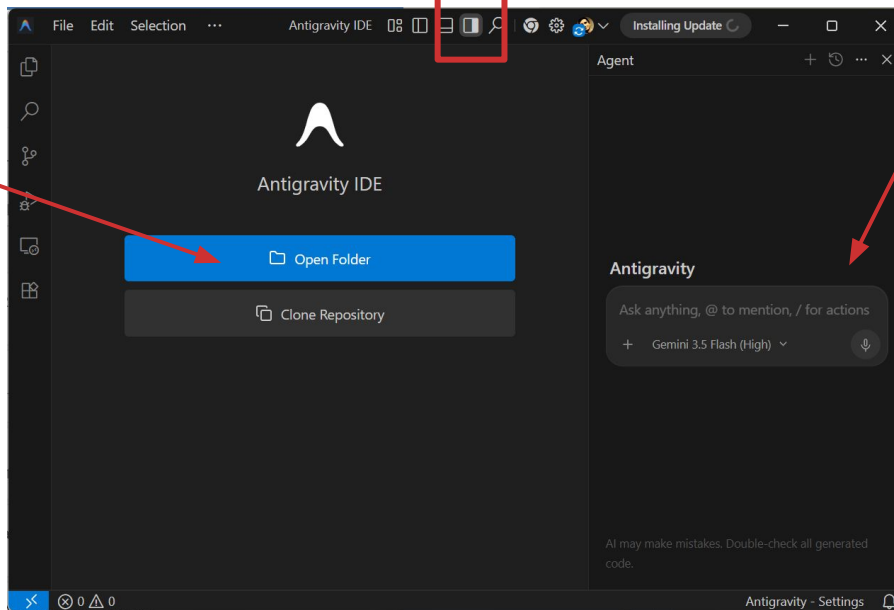 File Edit Selection ··· Antigravity IDE Installing Update
Agent
Antigravity IDE
Open Folder
Clone Repository
Antigravity
Ask anything, @ to mention, / for actions
Gemini 3.5 Flash (High)
AI may make mistakes. Double-check all generated
code.
0 0 Antigravity - Settings